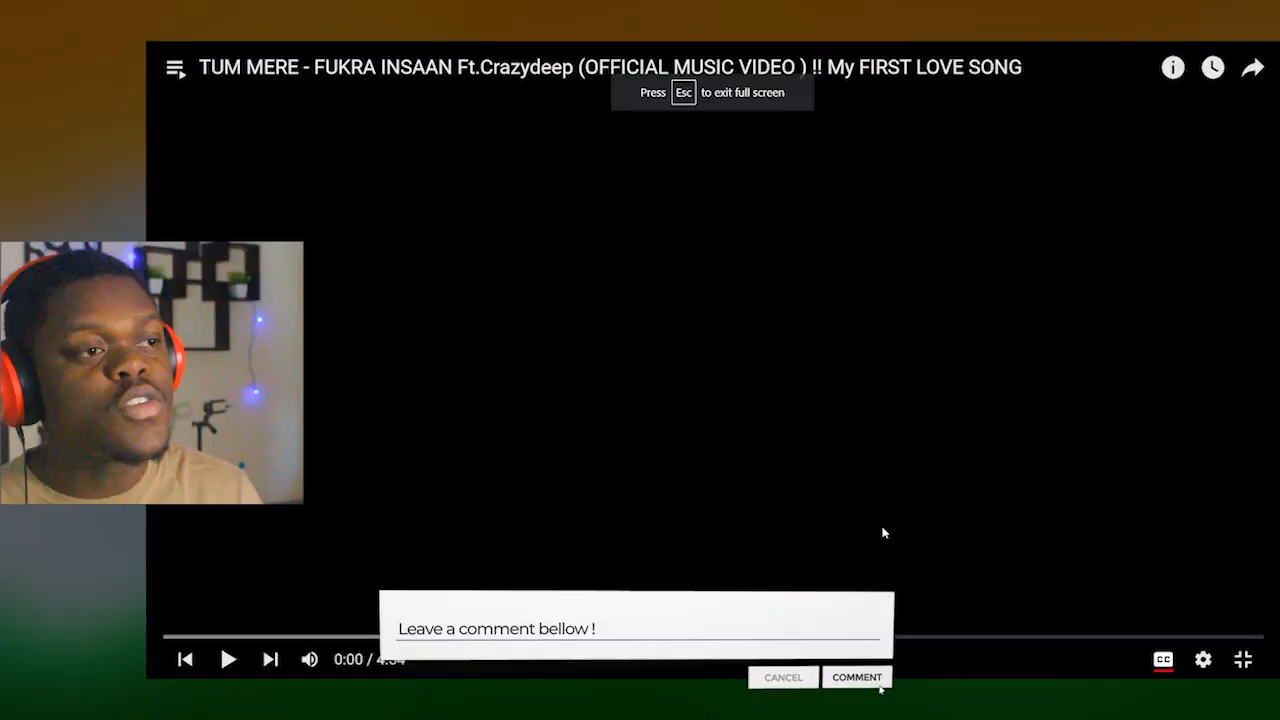 TUM MERE - FUKRA INSAAN Ft.Crazydeep (OFFICIAL MUSIC VIDEO ) !! My FIRST LOVE SONG
Press Esc to exit full screen
Leave a comment bellow !
0:00 /
CC
CANCEL COMMENT